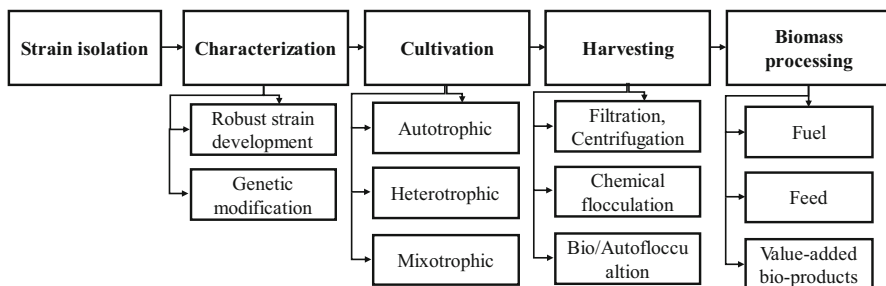 Strain isolation
Characterization
Cultivation
Harvesting
Biomass
processing
Robust strain
development
Genetic
modification
Autotrophic
Heterotrophic
Mixotrophic
Filtration,
Centrifugation
Chemical
flocculation
Bio/Autofloccu
altion
Fuel
Feed
Value-added
bio-products